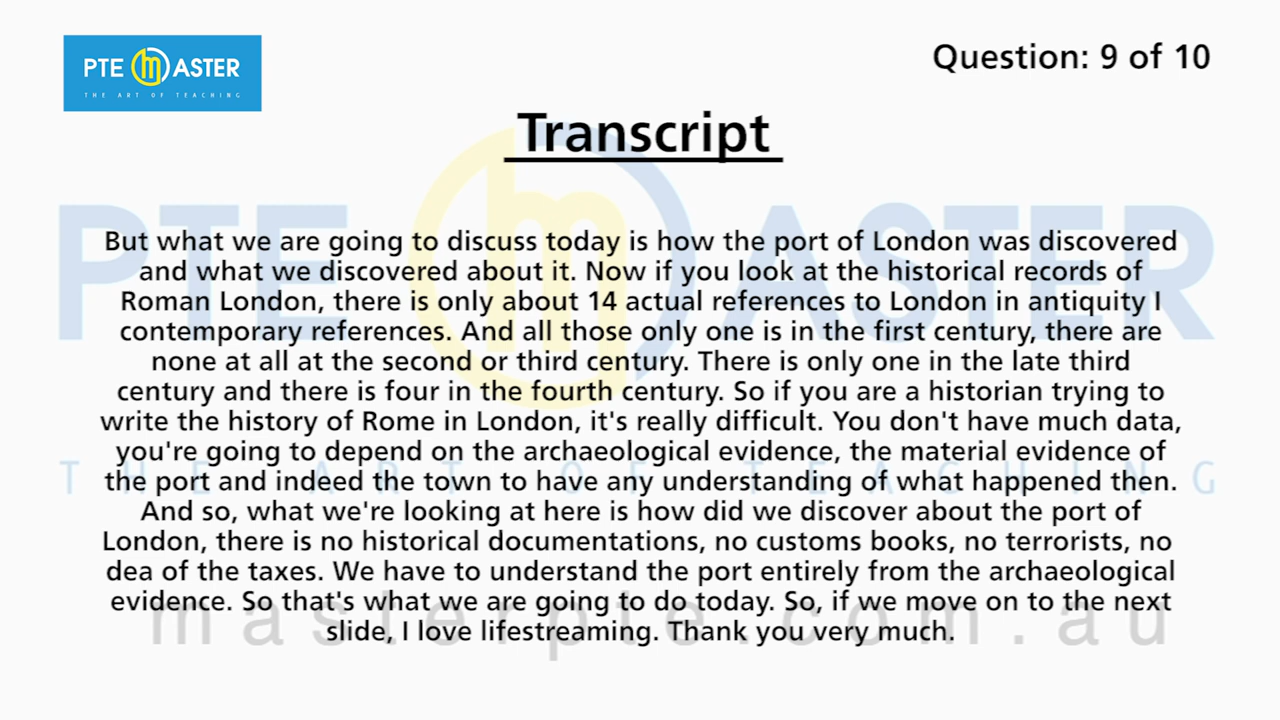 PTE MASTER
THE ART OF TEACHING
Question: 9 of 10
Transcript
PTE MASTER
THE ART OF TEACHING
masterpte.com.au
But what we are going to discuss today is how the port of London was discovered
and what we discovered about it. Now if you look at the historical records of
Roman London, there is only about 14 actual references to London in antiquity I
contemporary references. And all those only one is in the first century, there are
none at all at the second or third century. There is only one in the late third
century and there is four in the fourth century. So if you are a historian trying to
write the history of Rome in London, it's really difficult. You don't have much data,
you're going to depend on the archaeological evidence, the material evidence of
the port and indeed the town to have any understanding of what happened then.
And so, what we're looking at here is how did we discover about the port of
London, there is no historical documentations, no customs books, no terrorists, no
dea of the taxes. We have to understand the port entirely from the archaeological
evidence. So that's what we are going to do today. So, if we move on to the next
slide, I love lifestreaming. Thank you very much.